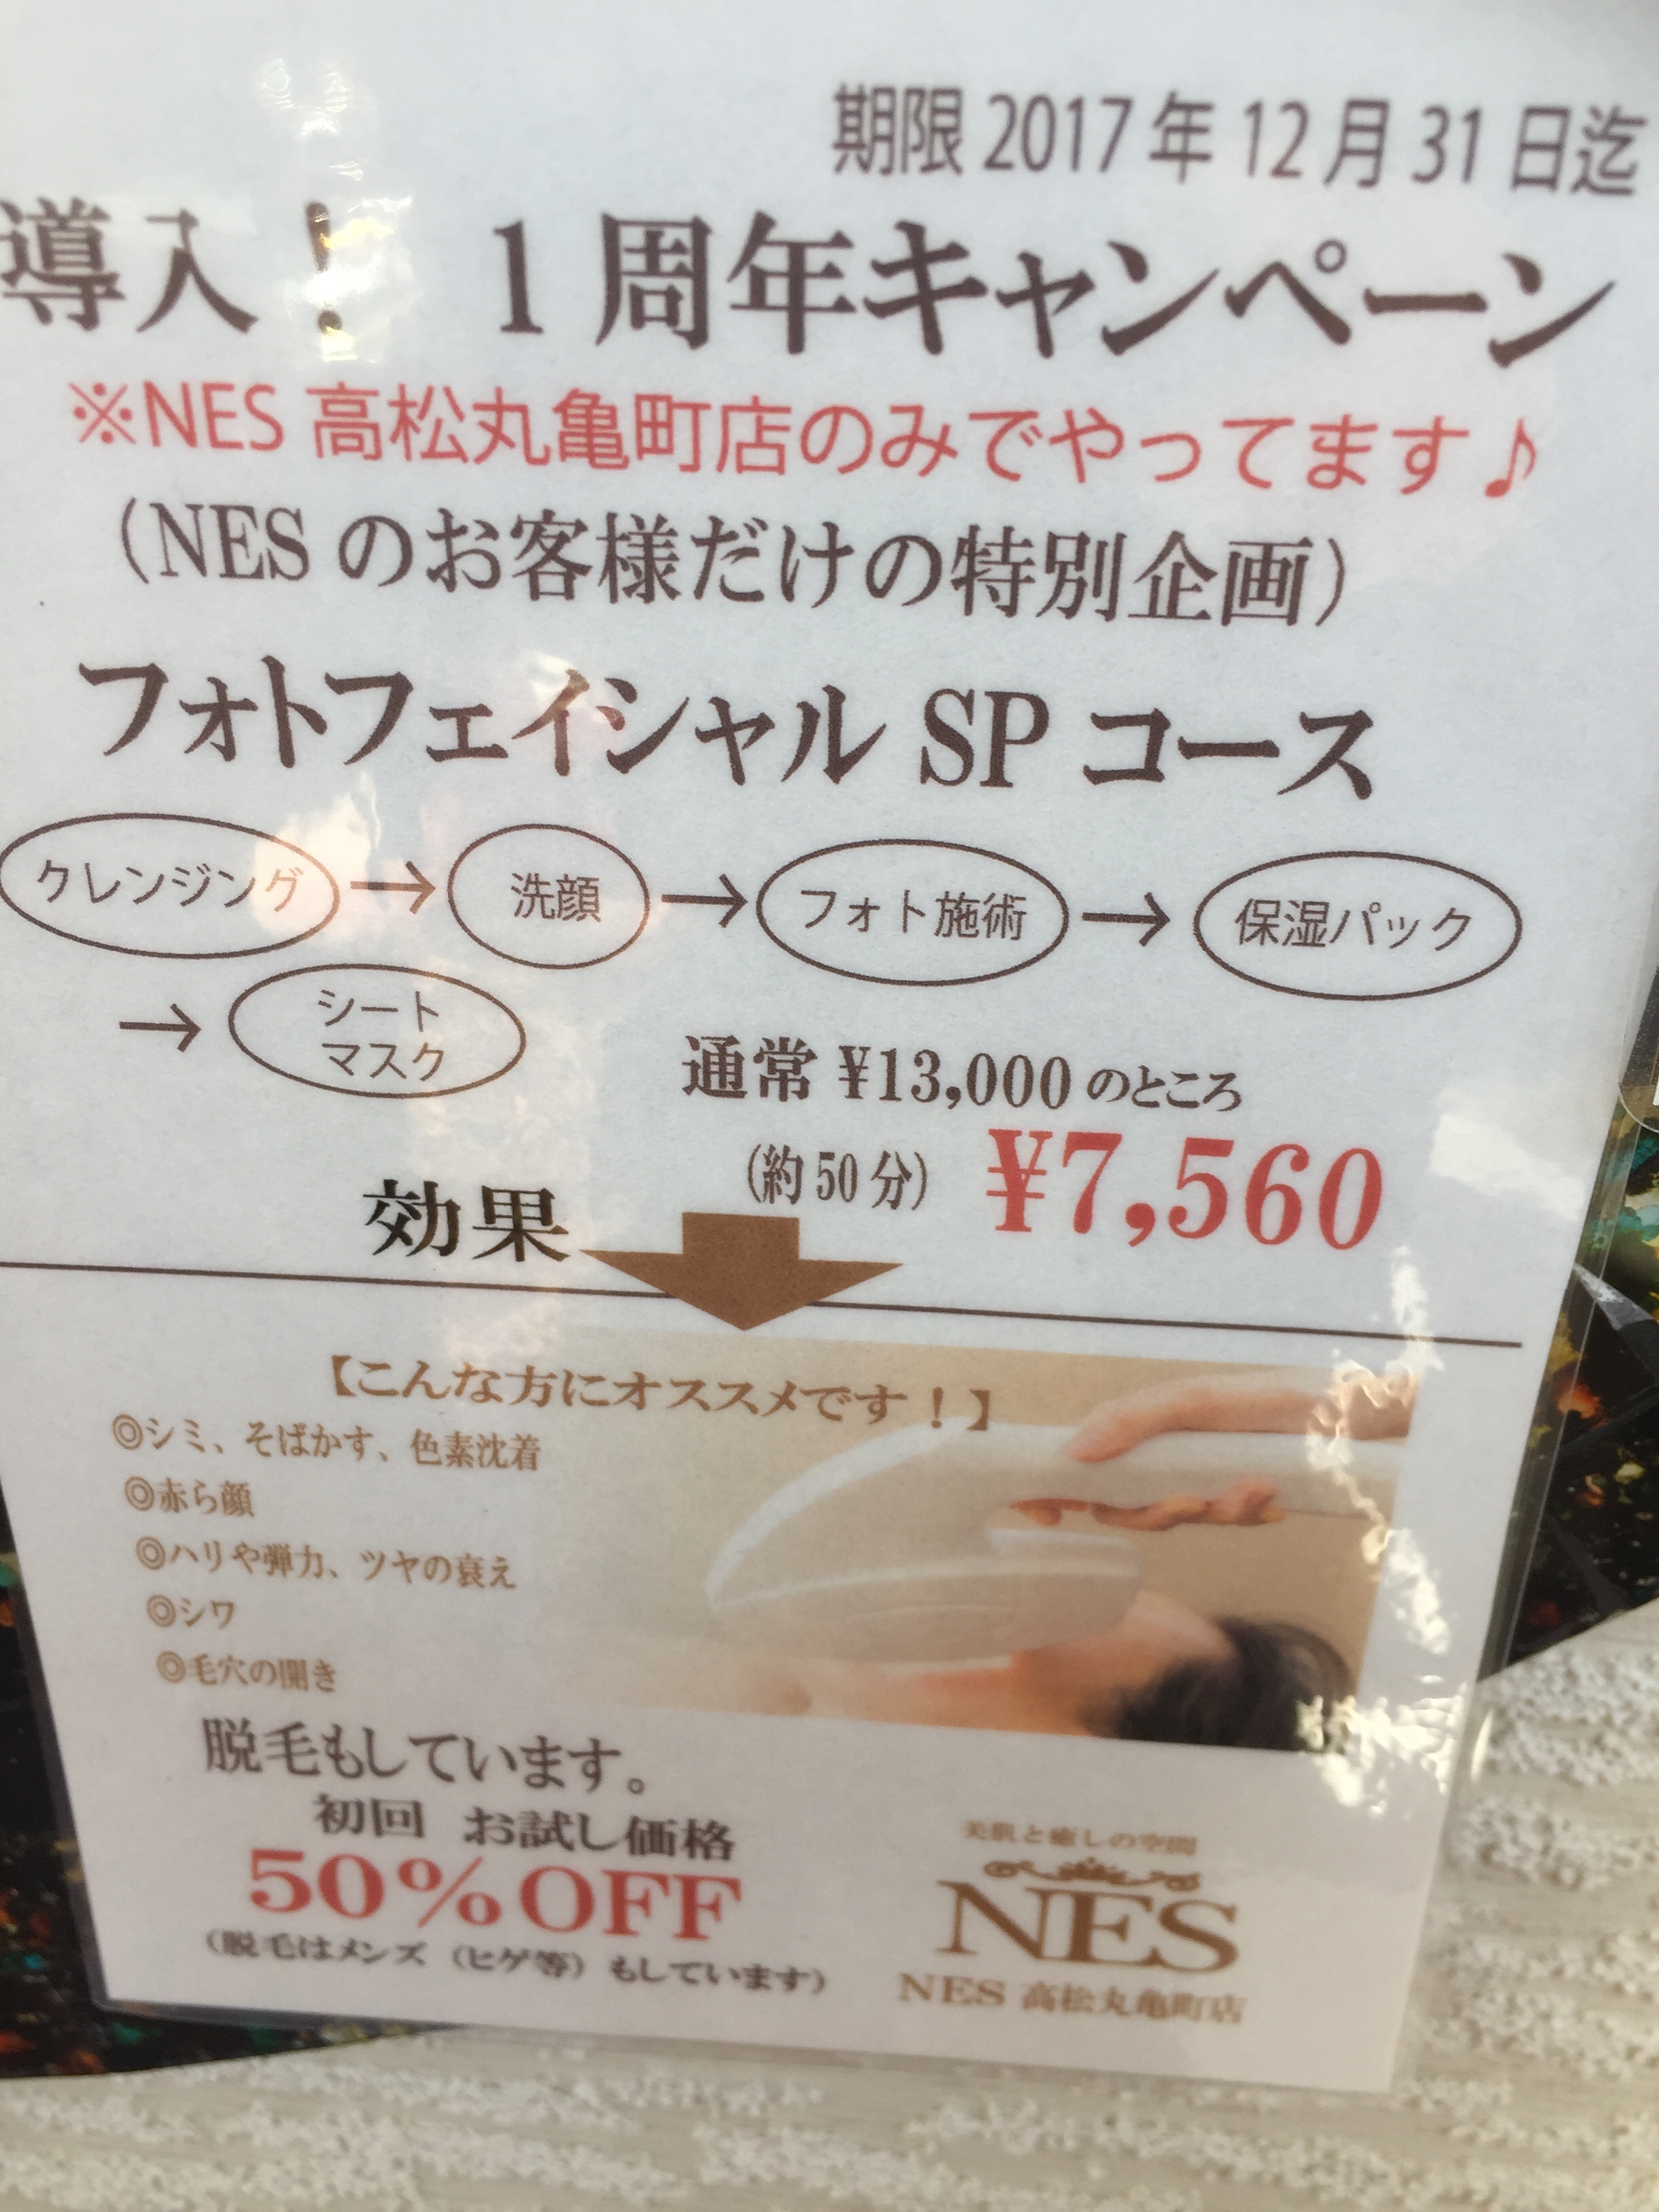 期限 2017 年 12 月 31 日迄
導入！ 1 周年キャンペーン
※NES 高松丸亀町店のみでやってます♪
（NES のお客様だけの特別企画）
フォトフェイシャル SP コース
クレンジング → 洗顔 → フォト施術 → 保湿パック
→ シート
マスク
通常 ¥13,000 のところ
(約 50 分) ¥7,560
効果
【こんな方にオススメです！】
◎シミ、そばかす、色素沈着
◎赤ら顔
◎ハリや弾力、ツヤの衰え
◎シワ
◎毛穴の開き
脱毛もしています。
初回 お試し価格
50%OFF
（脱毛はメンズ（ヒゲ等）もしています）
美肌と癒しの空間
NES
NES 高松丸亀町店